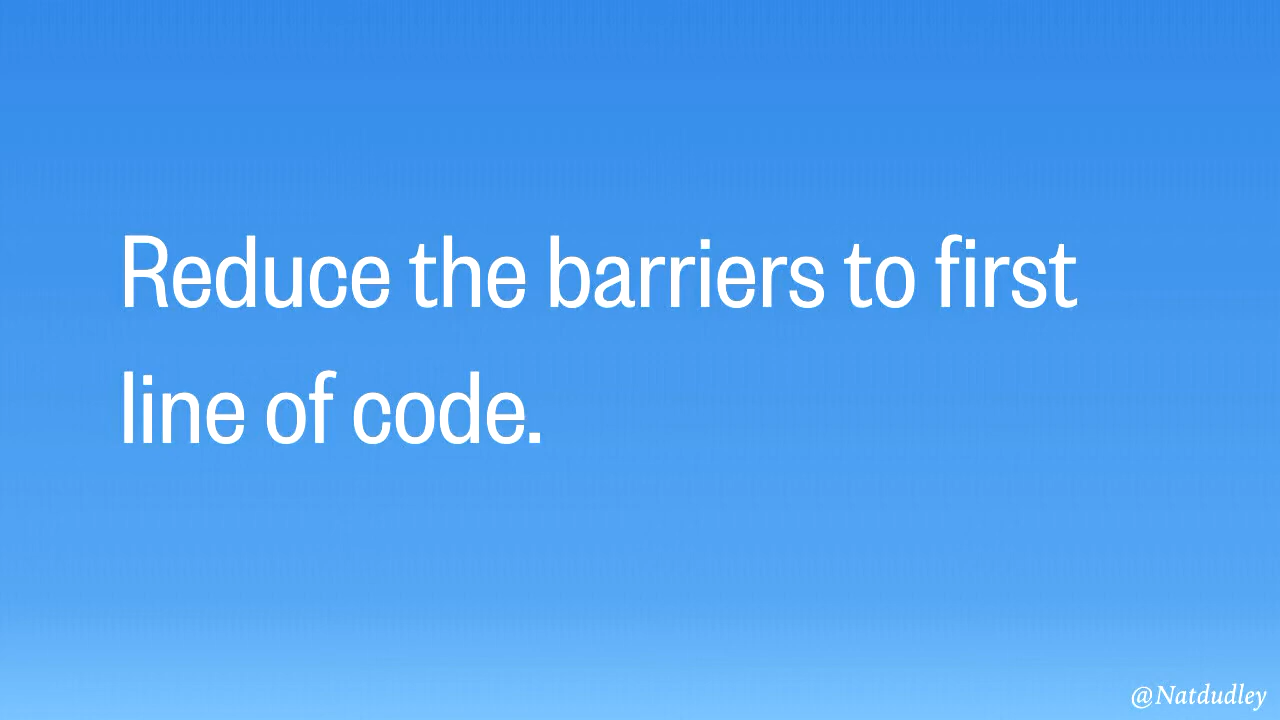 Reduce the barriers to first
line of code.
@Natdudley